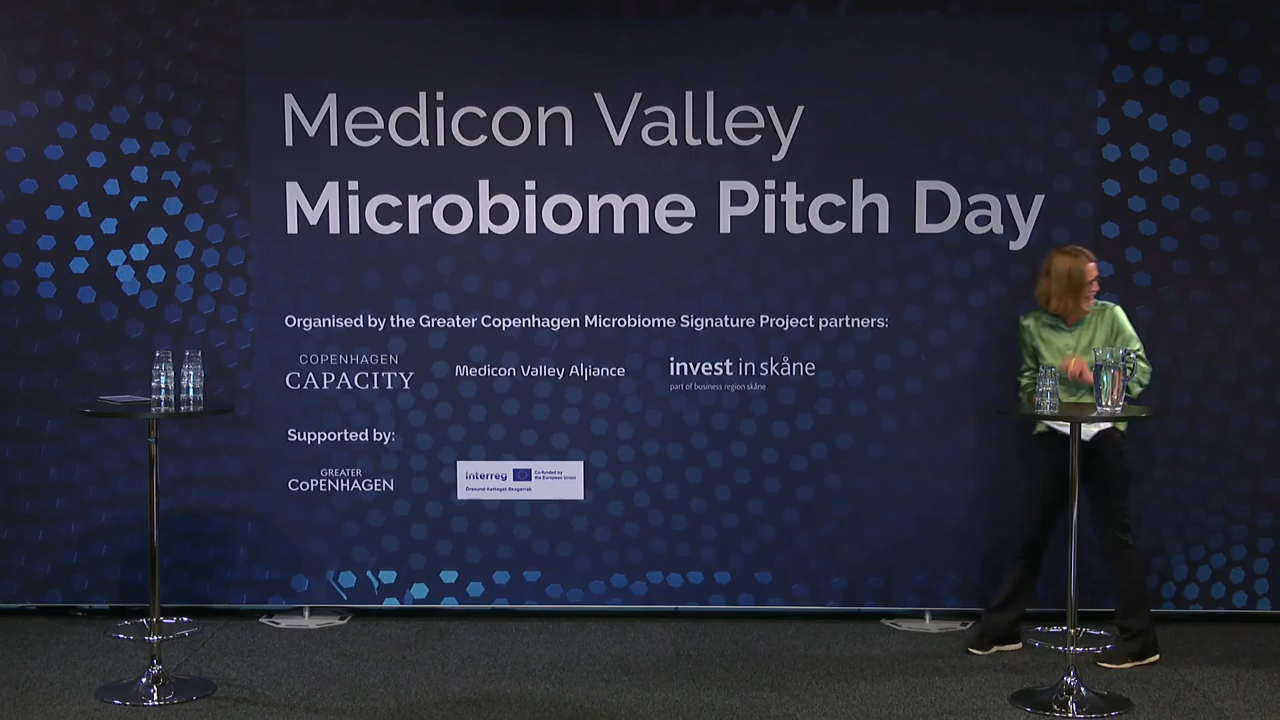 Medicon Valley
Microbiome Pitch Day
Organised by the Greater Copenhagen Microbiome Signature Project partners:
COPENHAGEN
CAPACITY
Medicon Valley Alliance
invest in skåne
part of business region skåne
Supported by:
GREATER
COPENHAGEN
Interreg
Co-funded by
the European Union
Öresund-Kattegat-Skagerrak